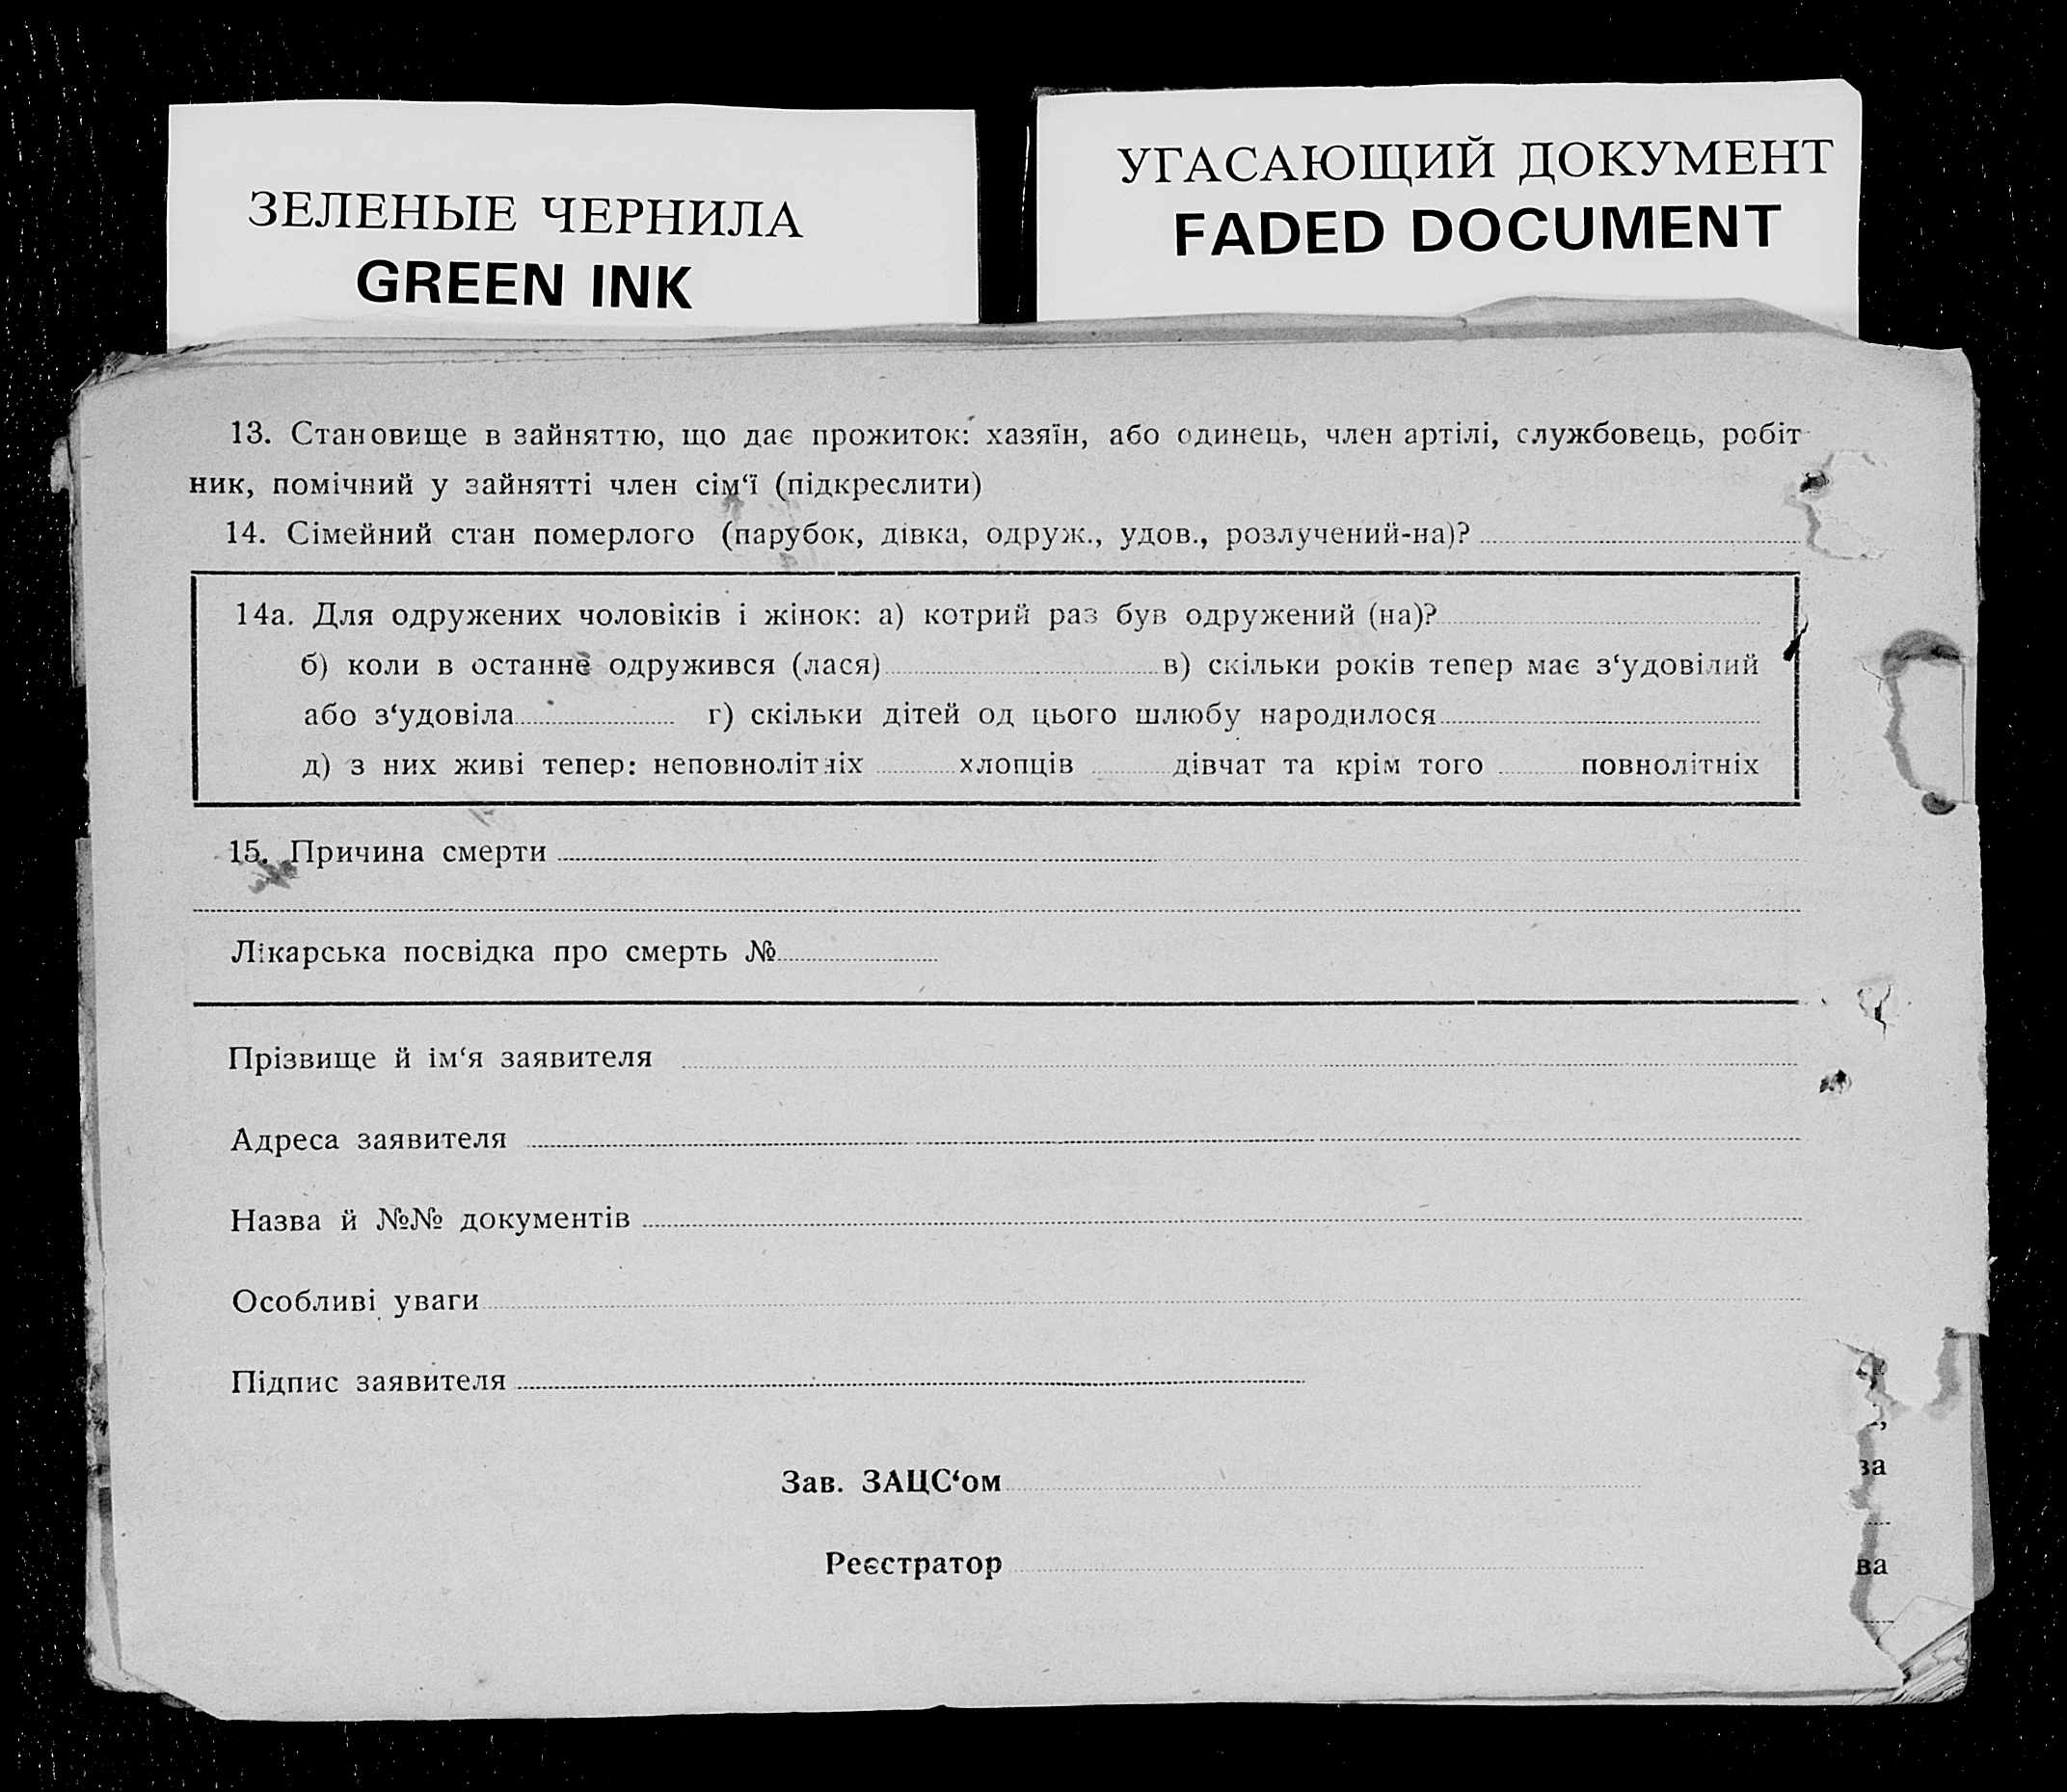 ЗЕЛЕНЫЕ ЧЕРНИЛА
GREEN INK
УГАСАЮЩИЙ ДОКУМЕНТ
FADED DOCUMENT
13. Становище в зайняттю, що дає прожиток: хазяїн, або одинець, член артілі, службовець, робіт-
ник, помічний у зайнятті член сім‘ї (підкреслити)
14. Сімейний стан померлого (парубок, дівка, одруж., удов., розлучений-на)?
14а. Для одружених чоловіків і жінок: а) котрий раз був одружений (на)?
б) коли в останнє одружився (лася) в) скільки років тепер має з‘удовілий
або з‘удовіла г) скільки дітей од цього шлюбу народилося
д) з них живі тепер: неповнолітніх хлопців дівчат та крім того повнолітніх
15. Причина смерти
Лікарська посвідка про смерть №
Прізвище й ім‘я заявителя
Адреса заявителя
Назва й №№ документів
Особливі уваги
Підпис заявителя
Зав. ЗАЦС‘ом
Реєстратор
за
ва